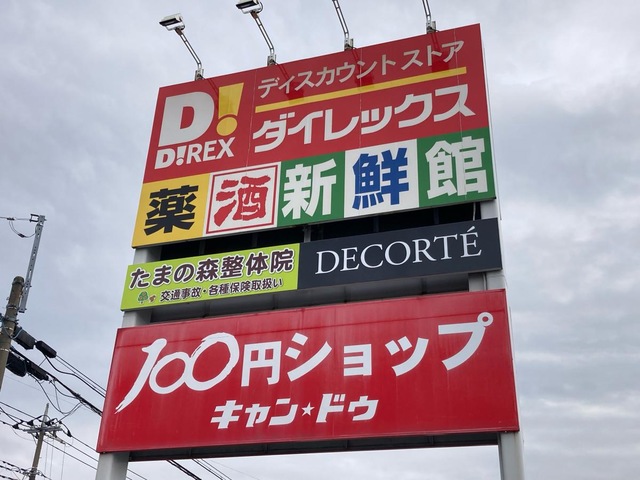 ディスカウント ストア
D!
DiREX
ダイレックス
薬 酒 新鮮館
たまの森整体院
交通事故・各種保険取扱い
DECORTÉ
100円ショップ
キャン★ドゥ